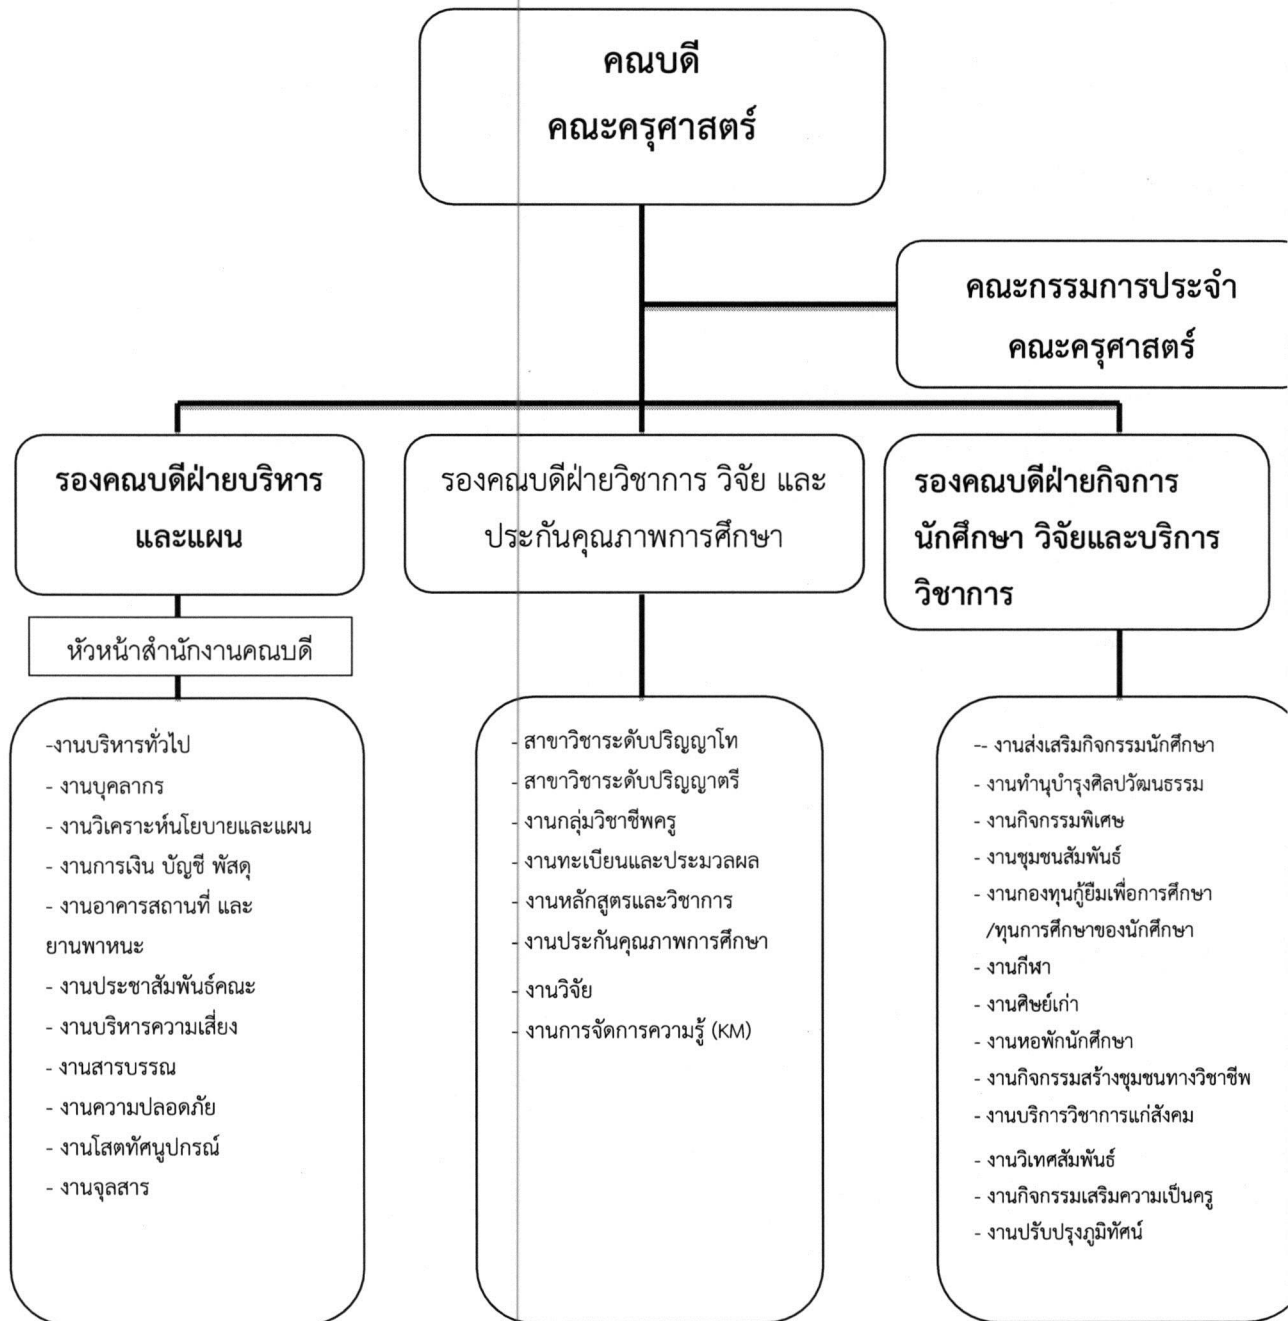 คณบดี
คณะครุศาสตร์
คณะกรรมการประจำ
คณะครุศาสตร์
รองคณบดีฝ่ายบริหาร
และแผน
หัวหน้าสำนักงานคณบดี
-งานบริหารทั่วไป
- งานบุคลากร
- งานวิเคราะห์นโยบายและแผน
- งานการเงิน บัญชี พัสดุ
- งานอาคารสถานที่ และ
ยานพาหนะ
- งานประชาสัมพันธ์คณะ
- งานบริหารความเสี่ยง
- งานสารบรรณ
- งานความปลอดภัย
- งานโสตทัศนูปกรณ์
- งานจุลสาร
รองคณบดีฝ่ายวิชาการ วิจัย และ
ประกันคุณภาพการศึกษา
- สาขาวิชาระดับปริญญาโท
- สาขาวิชาระดับปริญญาตรี
- งานกลุ่มวิชาชีพครู
- งานทะเบียนและประมวลผล
- งานหลักสูตรและวิชาการ
- งานประกันคุณภาพการศึกษา
- งานวิจัย
- งานการจัดการความรู้ (KM)
รองคณบดีฝ่ายกิจการ
นักศึกษา วิจัยและบริการ
วิชาการ
-- งานส่งเสริมกิจกรรมนักศึกษา
- งานทำนุบำรุงศิลปวัฒนธรรม
- งานกิจกรรมพิเศษ
- งานชุมชนสัมพันธ์
- งานกองทุนกู้ยืมเพื่อการศึกษา
/ทุนการศึกษาของนักศึกษา
- งานกีฬา
- งานศิษย์เก่า
- งานหอพักนักศึกษา
- งานกิจกรรมสร้างชุมชนทางวิชาชีพ
- งานบริการวิชาการแก่สังคม
- งานวิเทศสัมพันธ์
- งานกิจกรรมเสริมความเป็นครู
- งานปรับปรุงภูมิทัศน์